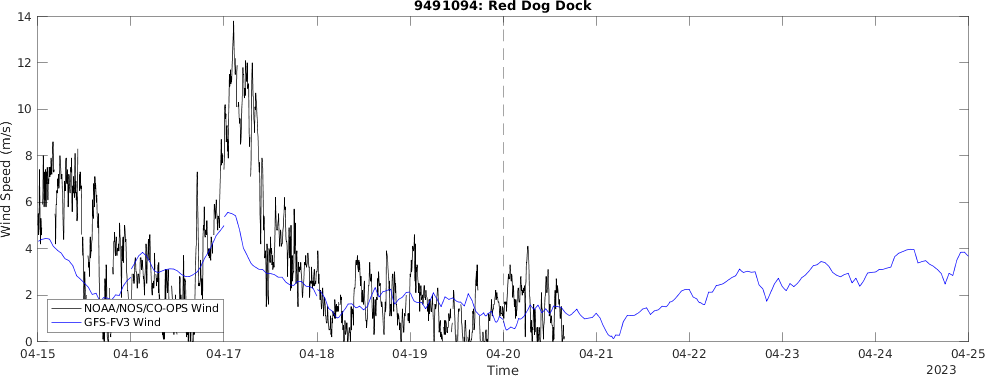 9491094: Red Dog Dock
Wind Speed (m/s)
14
12
10
8
6
4
2
0
NOAA/NOS/CO-OPS Wind
GFS-FV3 Wind
04-15 04-16 04-17 04-18 04-19 04-20 04-21 04-22 04-23 04-24 04-25
Time
2023